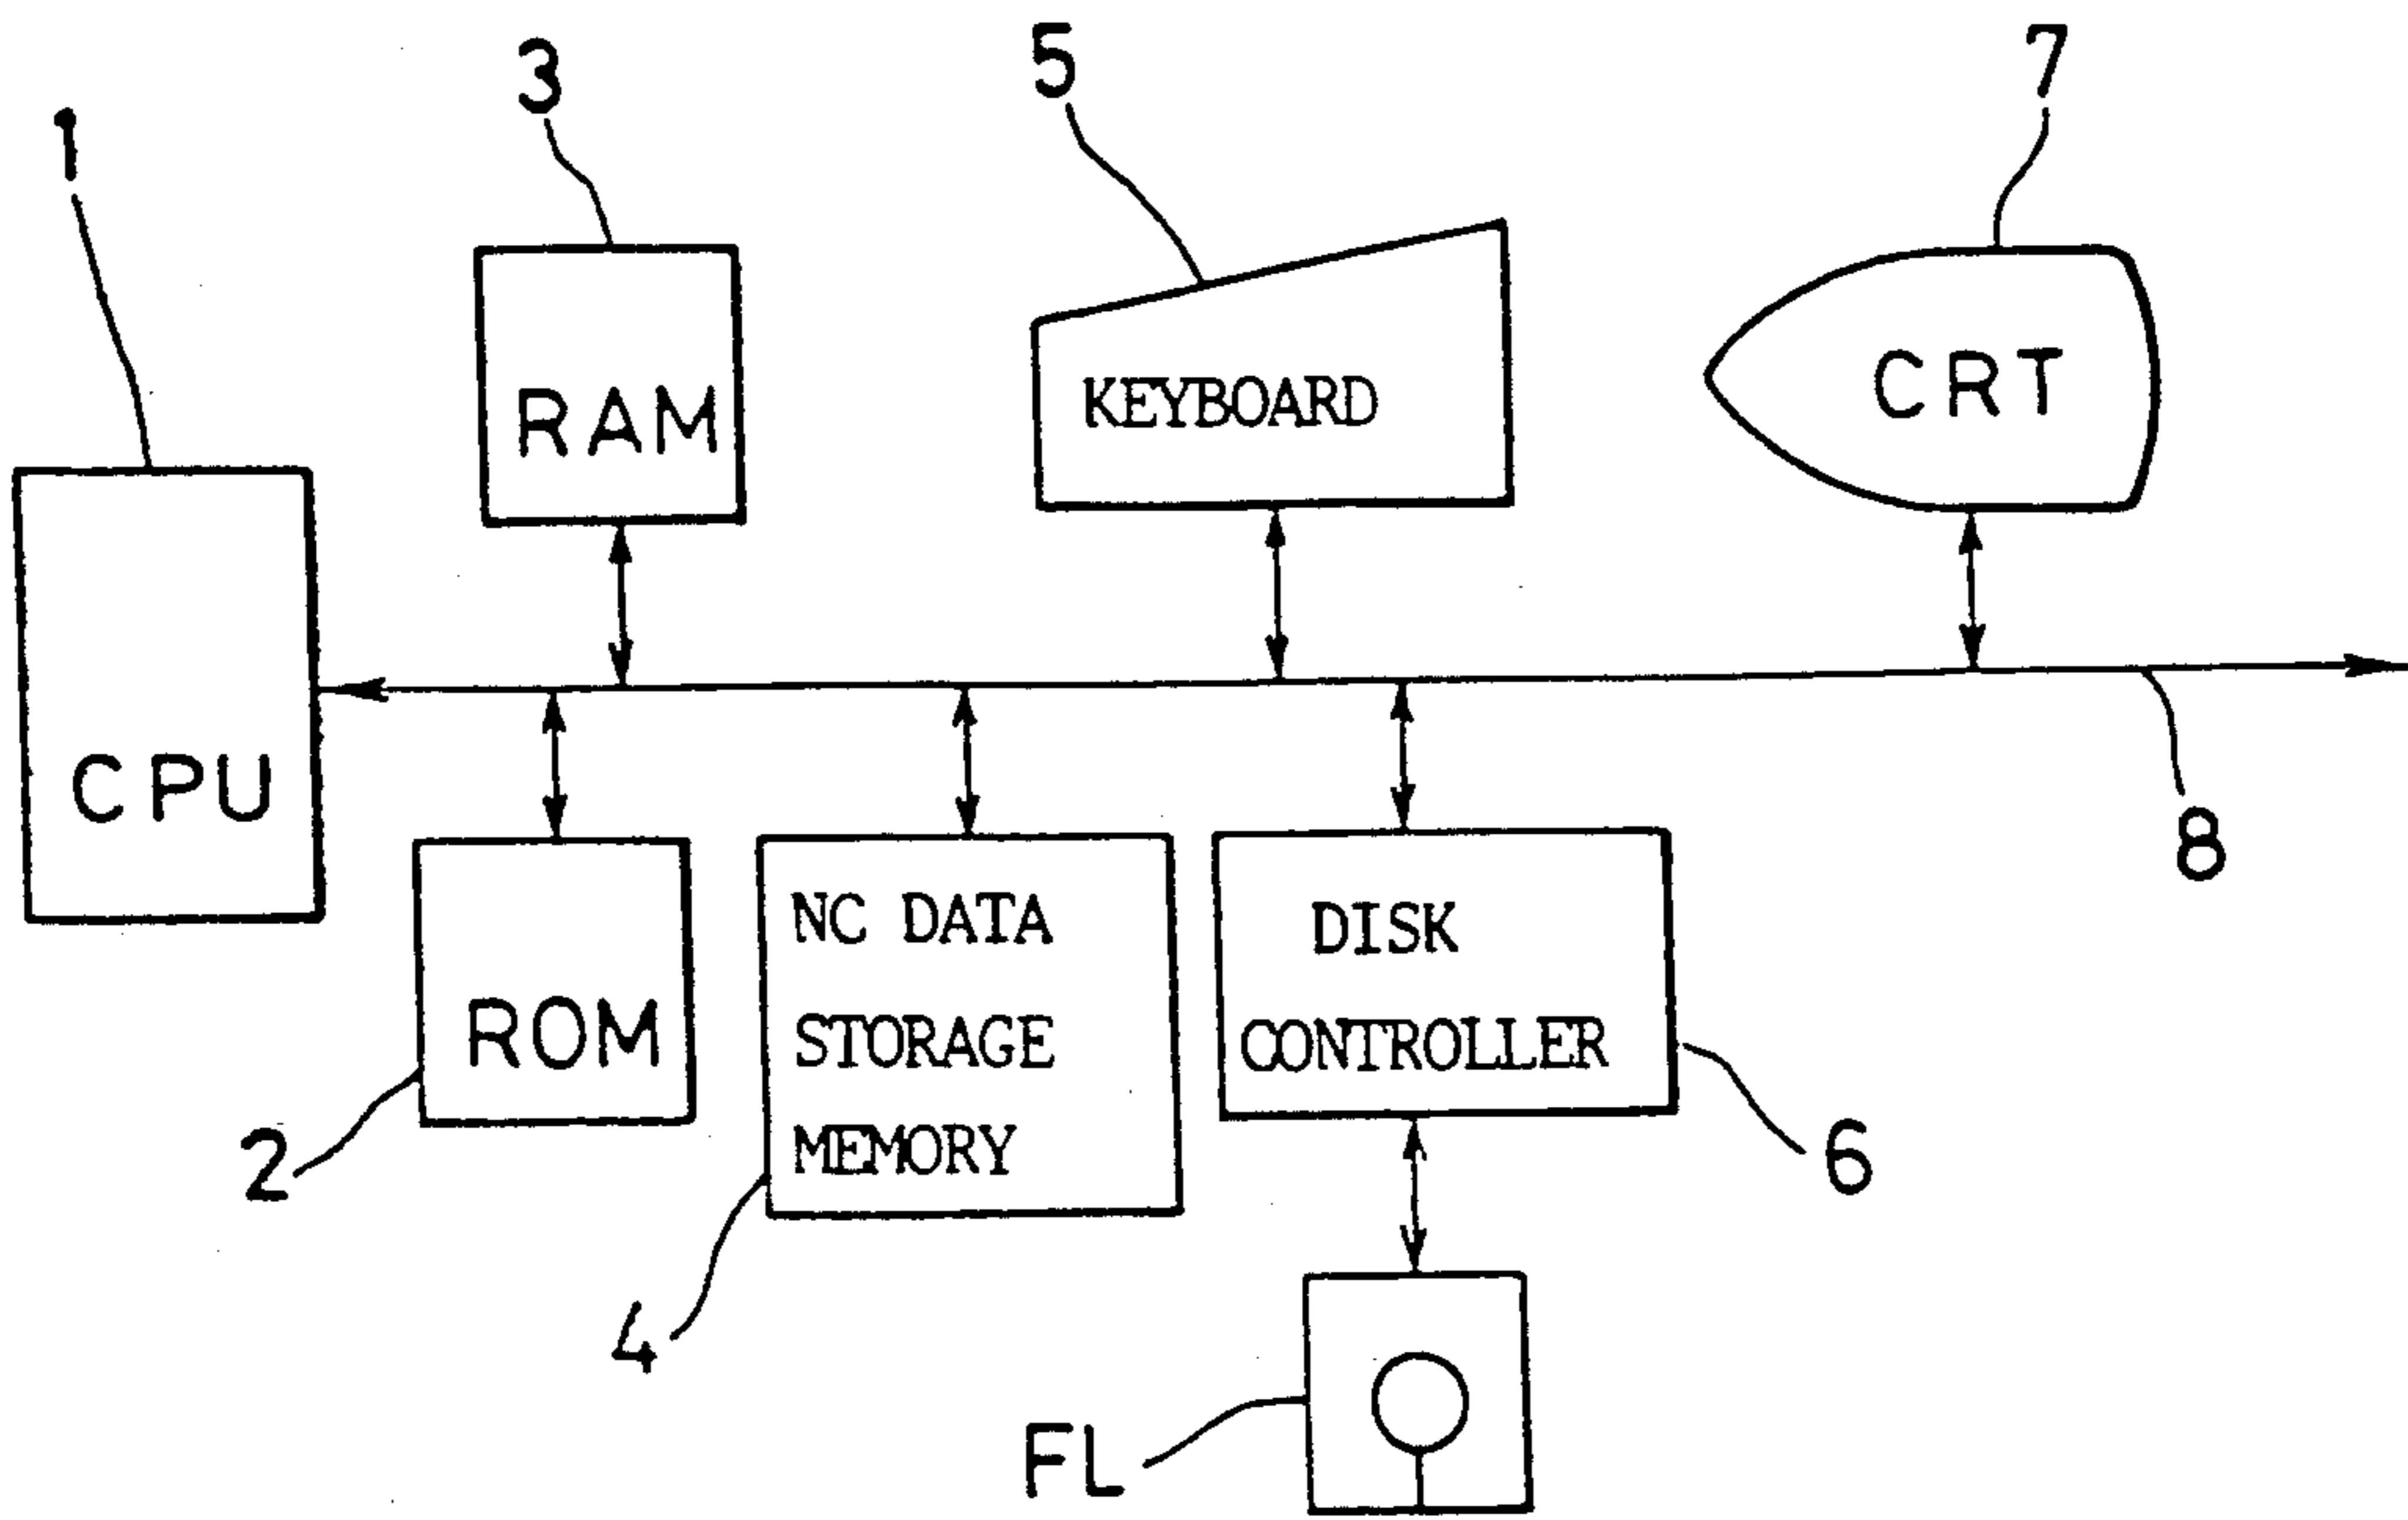 1
3
5
7
RAM
KEYBOARD
CRT
CPU
8
ROM
NC DATA
STORAGE
MEMORY
DISK
CONTROLLER
2
4
6
FL